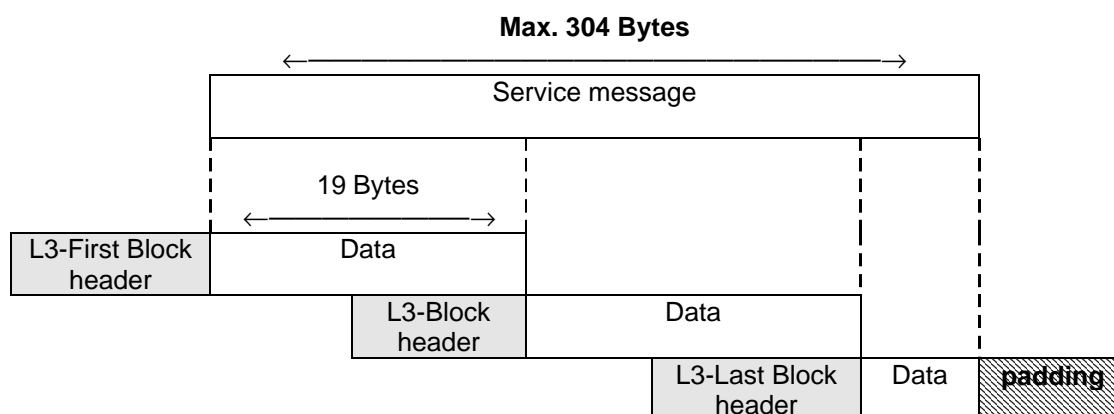 Max. 304 Bytes
Service message
19 Bytes
L3-First Block
header
Data
L3-Block
header
Data
L3-Last Block
header
Data
padding